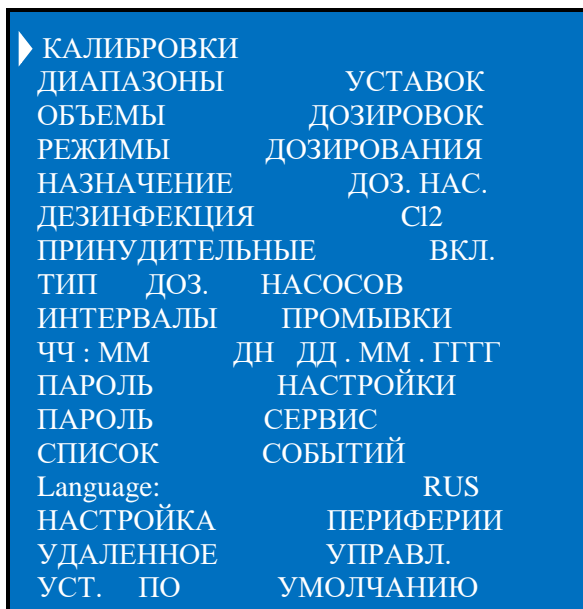 КАЛИБРОВКИ
ДИАПАЗОНЫ УСТАВОК
ОБЪЕМЫ ДОЗИРОВОК
РЕЖИМЫ ДОЗИРОВАНИЯ
НАЗНАЧЕНИЕ ДОЗ. НАС.
ДЕЗИНФЕКЦИЯ Cl2
ПРИНУДИТЕЛЬНЫЕ ВКЛ.
ТИП ДОЗ. НАСОСОВ
ИНТЕРВАЛЫ ПРОМЫВКИ
ЧЧ : ММ ДН ДД . ММ . ГГГГ
ПАРОЛЬ НАСТРОЙКИ
ПАРОЛЬ СЕРВИС
СПИСОК СОБЫТИЙ
Language: RUS
НАСТРОЙКА ПЕРИФЕРИИ
УДАЛЕННОЕ УПРАВЛ.
УСТ. ПО УМОЛЧАНИЮ